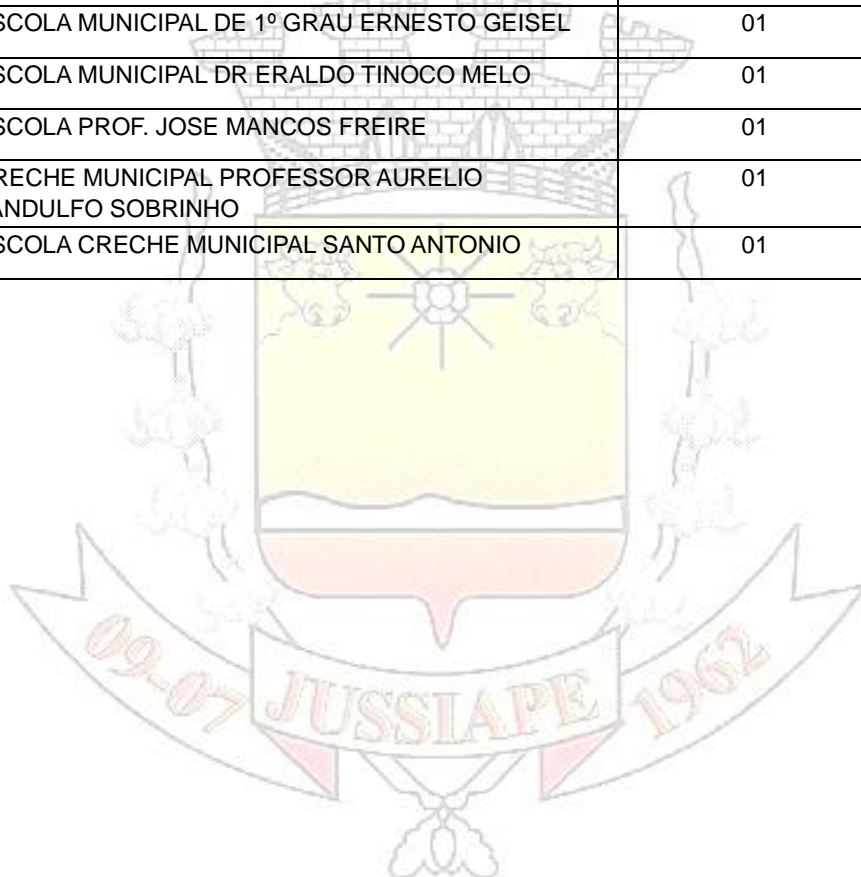 SCOLA MUNICIPAL DE 1º GRAU ERNESTO GEISEL 01
SCOLA MUNICIPAL DR ERALDO TINOCO MELO 01
SCOLA PROF. JOSE MANCOS FREIRE 01
RECHE MUNICIPAL PROFESSOR AURELIO 01
ANDULFO SOBRINHO
SCOLA CRECHE MUNICIPAL SANTO ANTONIO 01
09-07 JUSSIAPE 1962